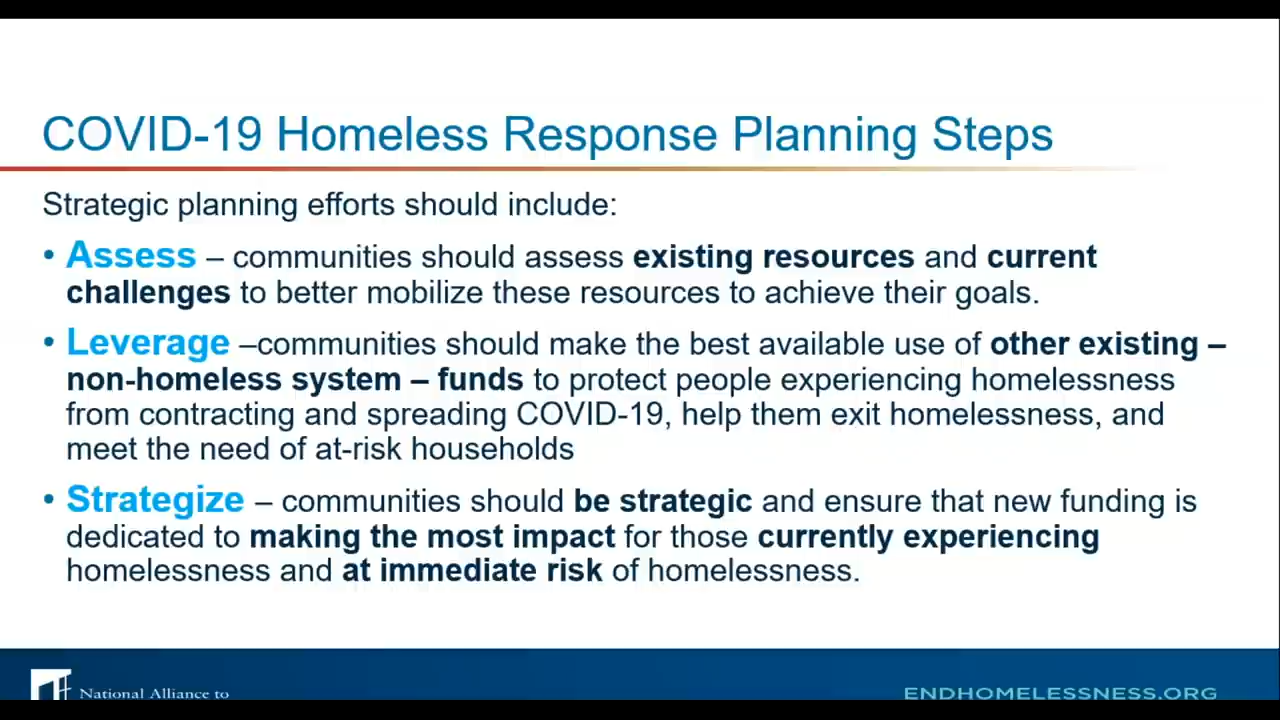 COVID-19 Homeless Response Planning Steps
Strategic planning efforts should include:
• Assess – communities should assess existing resources and current
challenges to better mobilize these resources to achieve their goals.
• Leverage –communities should make the best available use of other existing –
non-homeless system – funds to protect people experiencing homelessness
from contracting and spreading COVID-19, help them exit homelessness, and
meet the need of at-risk households
• Strategize – communities should be strategic and ensure that new funding is
dedicated to making the most impact for those currently experiencing
homelessness and at immediate risk of homelessness.
National Alliance to
ENDHOMELESSNESS.ORG